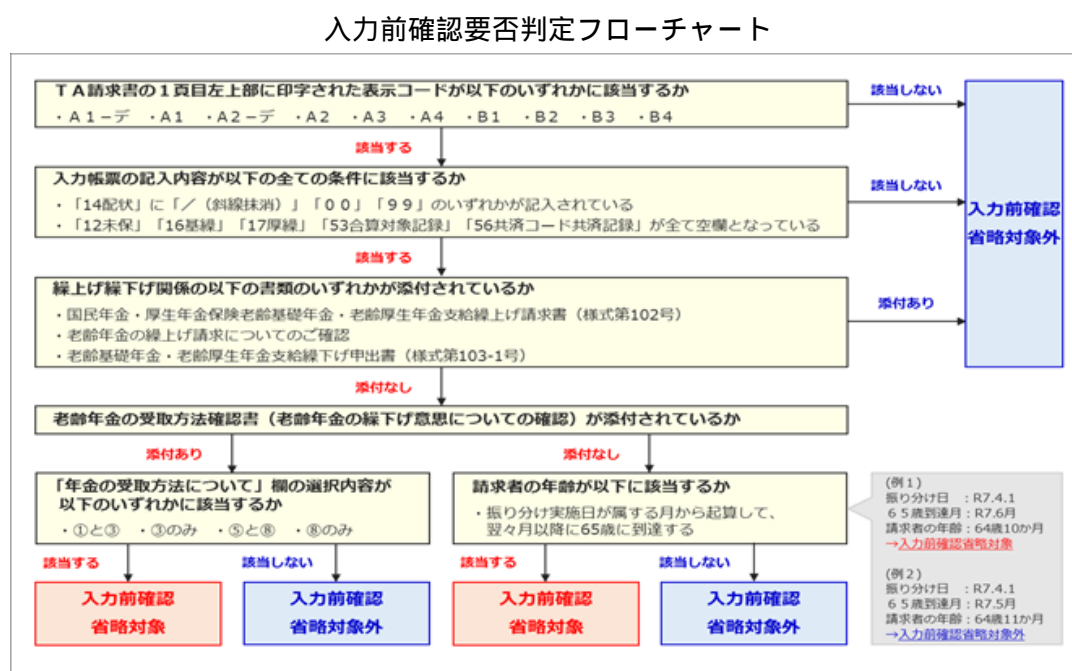 入力前確認要否判定フローチャート
ＴＡ請求書の１頁目左上部に印字された表示コードが以下のいずれかに該当するか
・Ａ１－デ ・Ａ１ ・Ａ２－デ ・Ａ２ ・Ａ３ ・Ａ４ ・Ｂ１ ・Ｂ２ ・Ｂ３ ・Ｂ４
該当しない
該当する
入力帳票の記入内容が以下の全ての条件に該当するか
・「14配状」に「／（斜線抹消）」「００」「９９」のいずれかが記入されている
・「12未保」「16基繰」「17厚繰」「53合算対象記録」「56共済コード共済記録」が全て空欄となっている
該当しない
入力前確認
省略対象外
該当する
繰上げ繰下げ関係の以下の書類のいずれかが添付されているか
・国民年金・厚生年金保険老齢基礎年金・老齢厚生年金支給繰上げ請求書（様式第102号）
・老齢年金の繰上げ請求についてのご確認
・老齢基礎年金・老齢厚生年金支給繰下げ申出書（様式第103-1号）
添付あり
添付なし
老齢年金の受取方法確認書（老齢年金の繰下げ意思についての確認）が添付されているか
添付あり
添付なし
「年金の受取方法について」欄の選択内容が
以下のいずれかに該当するか
・①と③ ・③のみ ・⑤と⑧ ・⑧のみ
請求者の年齢が以下に該当するか
・振り分け実施日が属する月から起算して、
翌々月以降に65歳に到達する
該当する
該当しない
該当する
該当しない
入力前確認
省略対象
入力前確認
省略対象外
入力前確認
省略対象
入力前確認
省略対象外
(例１)
振り分け日 ：R7.4.1
６５歳到達月：R7.6月
請求者の年齢：64歳10か月
→入力前確認省略対象
(例２)
振り分け日 ：R7.4.1
６５歳到達月：R7.5月
請求者の年齢：64歳11か月
→入力前確認省略対象外